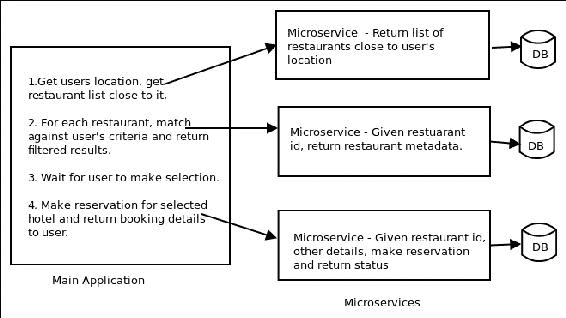 1.Get users location, get
restaurant list close to it.
2. For each restaurant, match
against user's criteria and return
filtered results.
3. Wait for user to make selection.
4. Make reservation for selected
hotel and return booking details
to user.
Main Application
Microservice - Return list of
restaurants close to user's
location
DB
Microservice - Given restuarant
id, return restaurant metadata.
DB
Microservice - Given restaurant id,
other details, make reservation
and return status
DB
Microservices